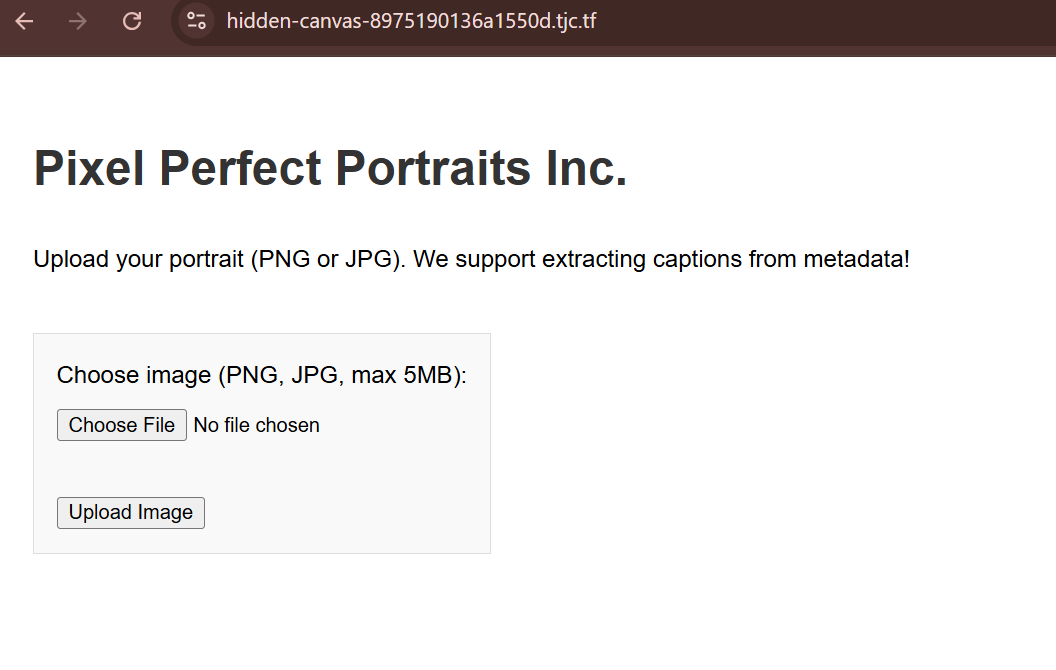 hidden-canvas-8975190136a1550d.tjc.tf
Pixel Perfect Portraits Inc.
Upload your portrait (PNG or JPG). We support extracting captions from metadata!
Choose image (PNG, JPG, max 5MB):
Choose File No file chosen
Upload Image